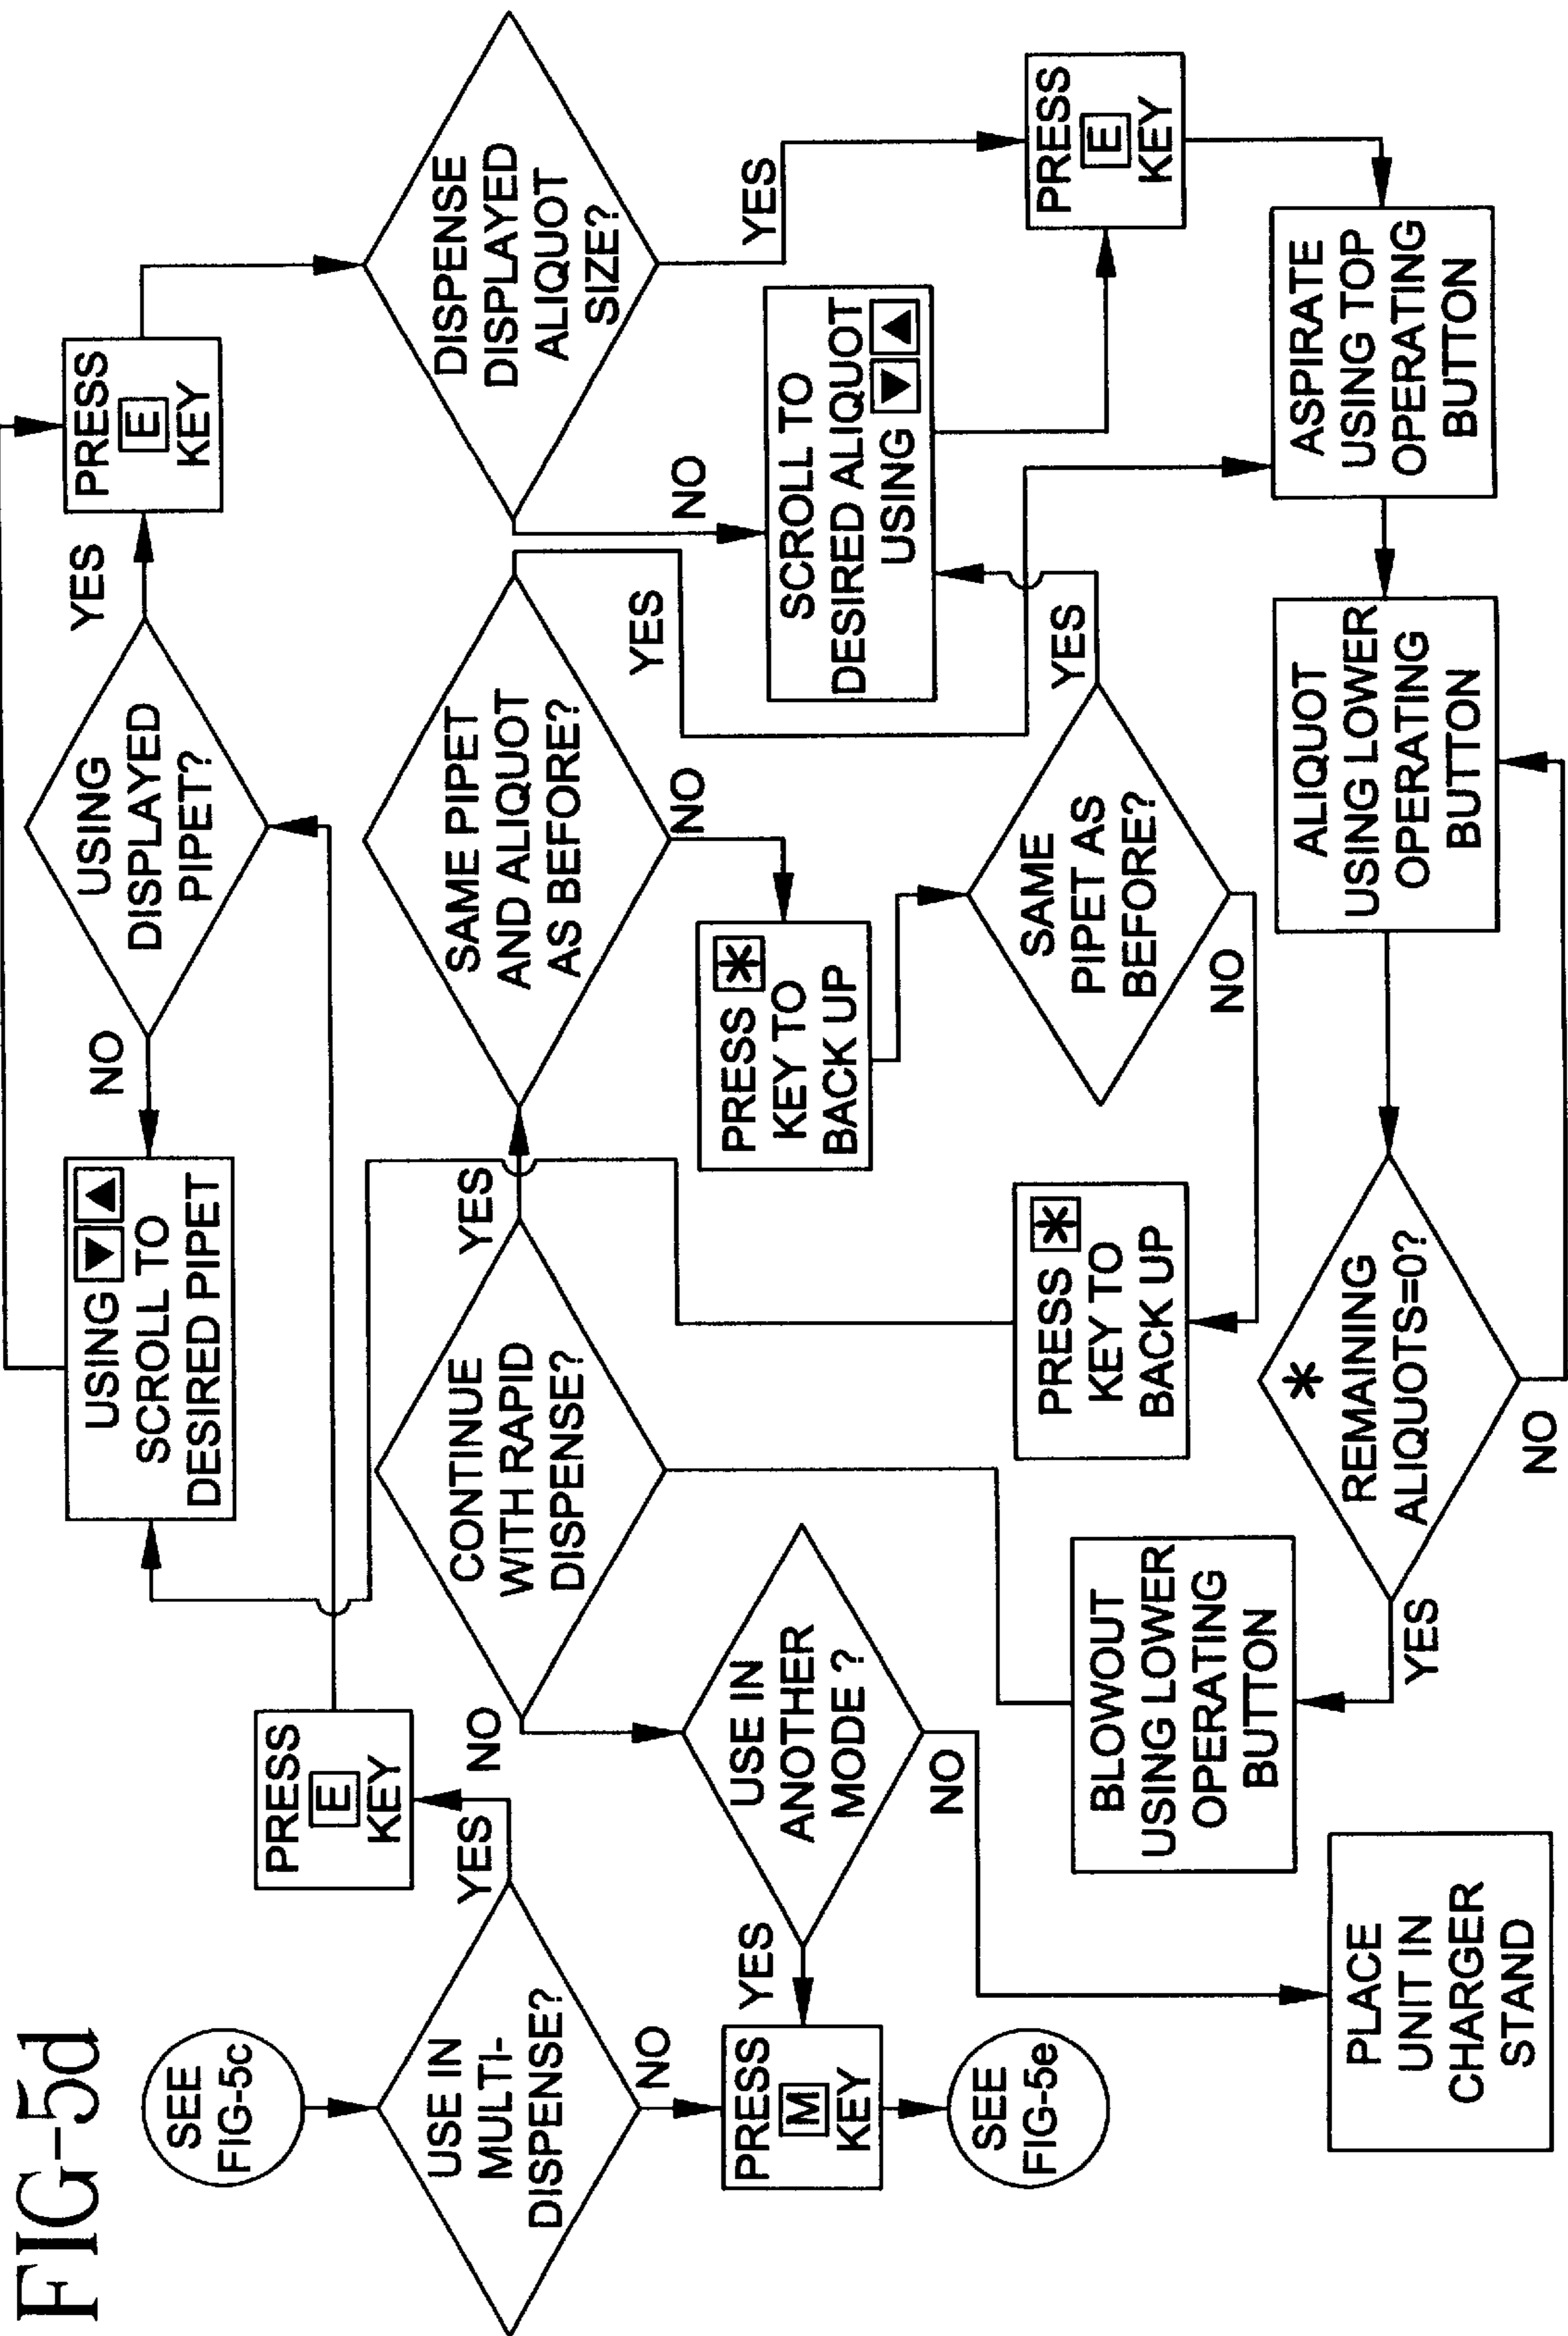 FIG-5d
SEE
FIG-5c
USE IN
MULTI-
DISPENSE?
YES
NO
PRESS
E
KEY
PRESS
M
KEY
SEE
FIG-5e
USING ▼ ▲
SCROLL TO
DESIRED PIPET
NO
USING
DISPLAYED
PIPET?
YES
PRESS
E
KEY
DISPENSE
DISPLAYED
ALIQUOT
SIZE?
YES
NO
CONTINUE
WITH RAPID
DISPENSE?
YES
NO
SAME PIPET
AND ALIQUOT
AS BEFORE?
YES
NO
USE IN
ANOTHER
MODE ?
YES
NO
PRESS *
KEY TO
BACK UP
SCROLL TO
DESIRED ALIQUOT
USING ▼ ▲
PRESS
E
KEY
SAME
PIPET AS
BEFORE?
YES
NO
PRESS *
KEY TO
BACK UP
BLOWOUT
USING LOWER
OPERATING
BUTTON
YES
*
REMAINING
ALIQUOTS=0?
NO
ALIQUOT
USING LOWER
OPERATING
BUTTON
ASPIRATE
USING TOP
OPERATING
BUTTON
PLACE
UNIT IN
CHARGER
STAND